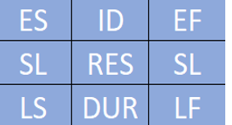 ES ID EF
SL RES SL
LS DUR LF